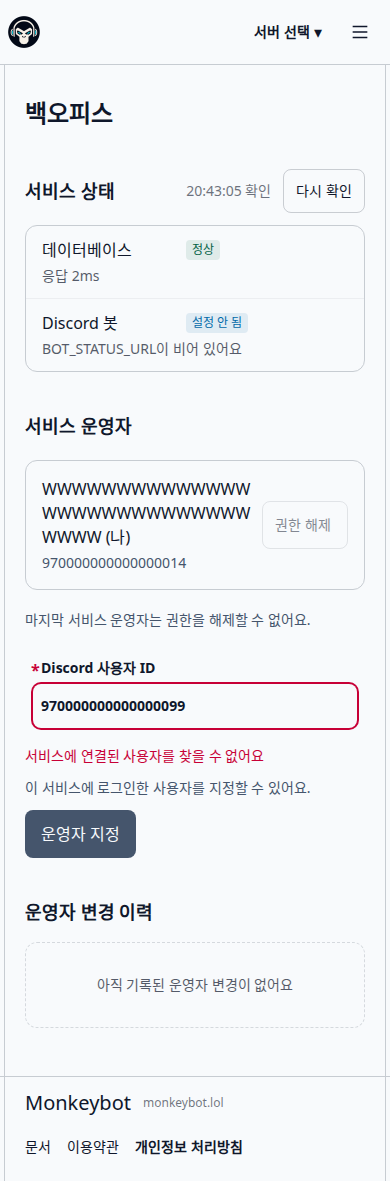 서버 선택 ▾
백오피스
서비스 상태
20:43:05 확인
다시 확인
데이터베이스 정상
응답 2ms
Discord 봇 설정 안 됨
BOT_STATUS_URL이 비어 있어요
서비스 운영자
WWWWWWWWWWWWWW
WWWWWWWWWWWWWW
WWWW (나)
970000000000000014
권한 해제
마지막 서비스 운영자는 권한을 해제할 수 없어요.
*Discord 사용자 ID
970000000000000099
서비스에 연결된 사용자를 찾을 수 없어요
이 서비스에 로그인한 사용자를 지정할 수 있어요.
운영자 지정
운영자 변경 이력
아직 기록된 운영자 변경이 없어요
Monkeybot monkeybot.lol
문서 이용약관 개인정보 처리방침